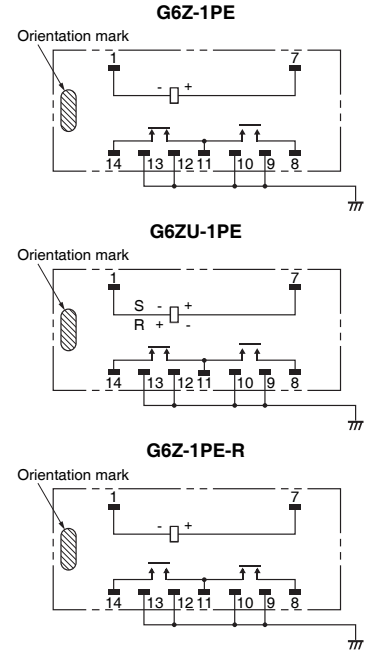 G6Z-1PE
Orientation mark
1 7
- +
14 13 12 11 10 9 8
G6ZU-1PE
Orientation mark
1 7
S - +
R + -
14 13 12 11 10 9 8
G6Z-1PE-R
Orientation mark
1 7
- +
14 13 12 11 10 9 8